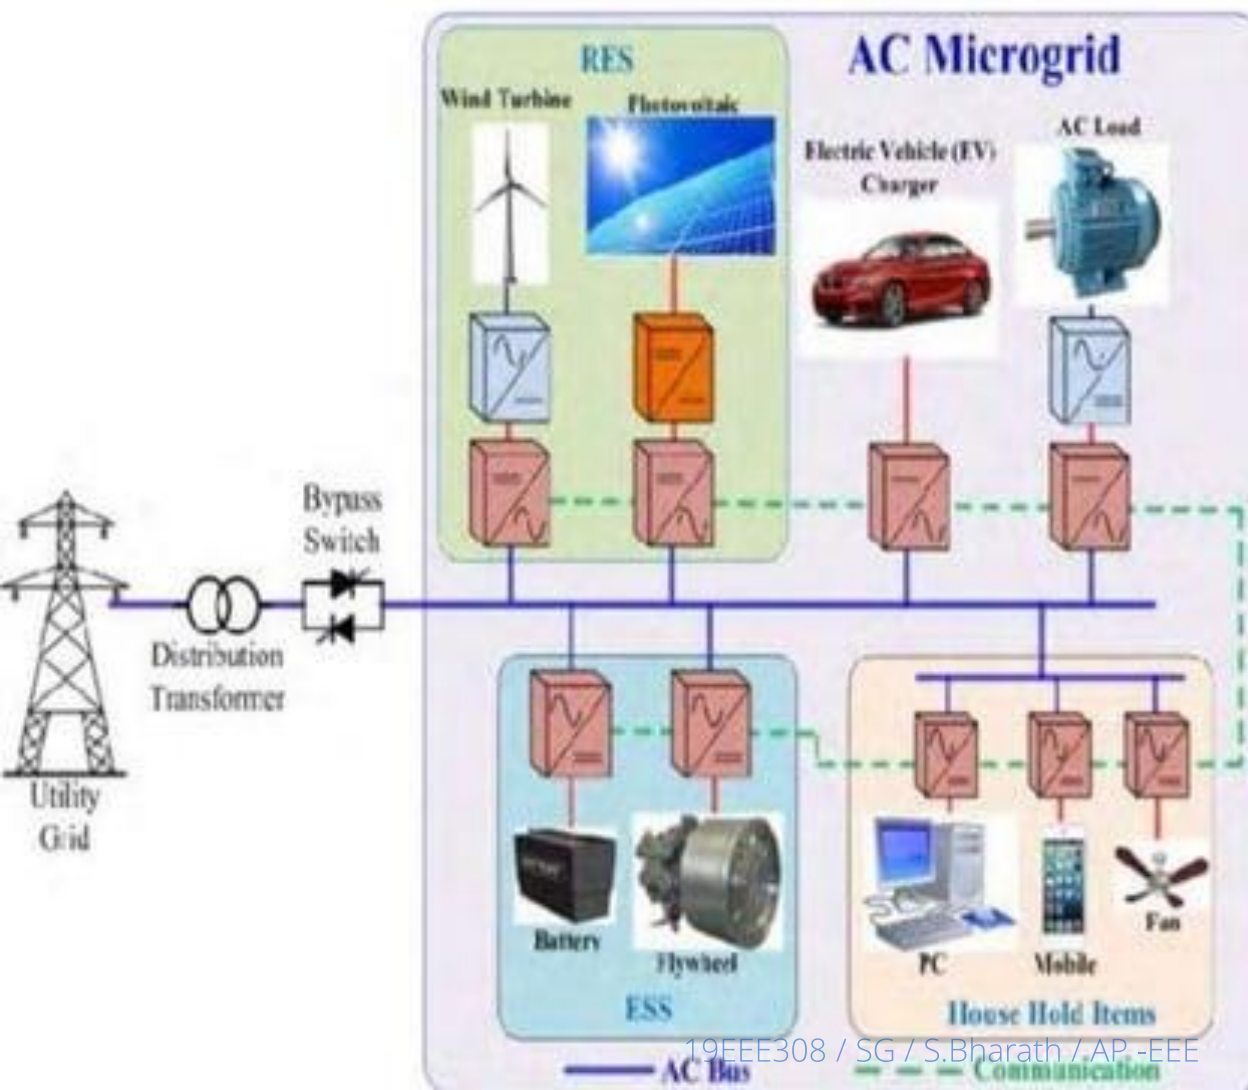 RES
AC Microgrid
Wind Turbine
Photovoltaic
Electric Vehicle (EV)
Charger
AC Load
Bypass
Switch
Distribution
Transformer
Utility
Grid
Battery
Flywheel
ESS
PC
Mobile
Fan
House Hold Items
19EEE308 / SG / S.Bharath / AP -EEE
AC Bus
Communication